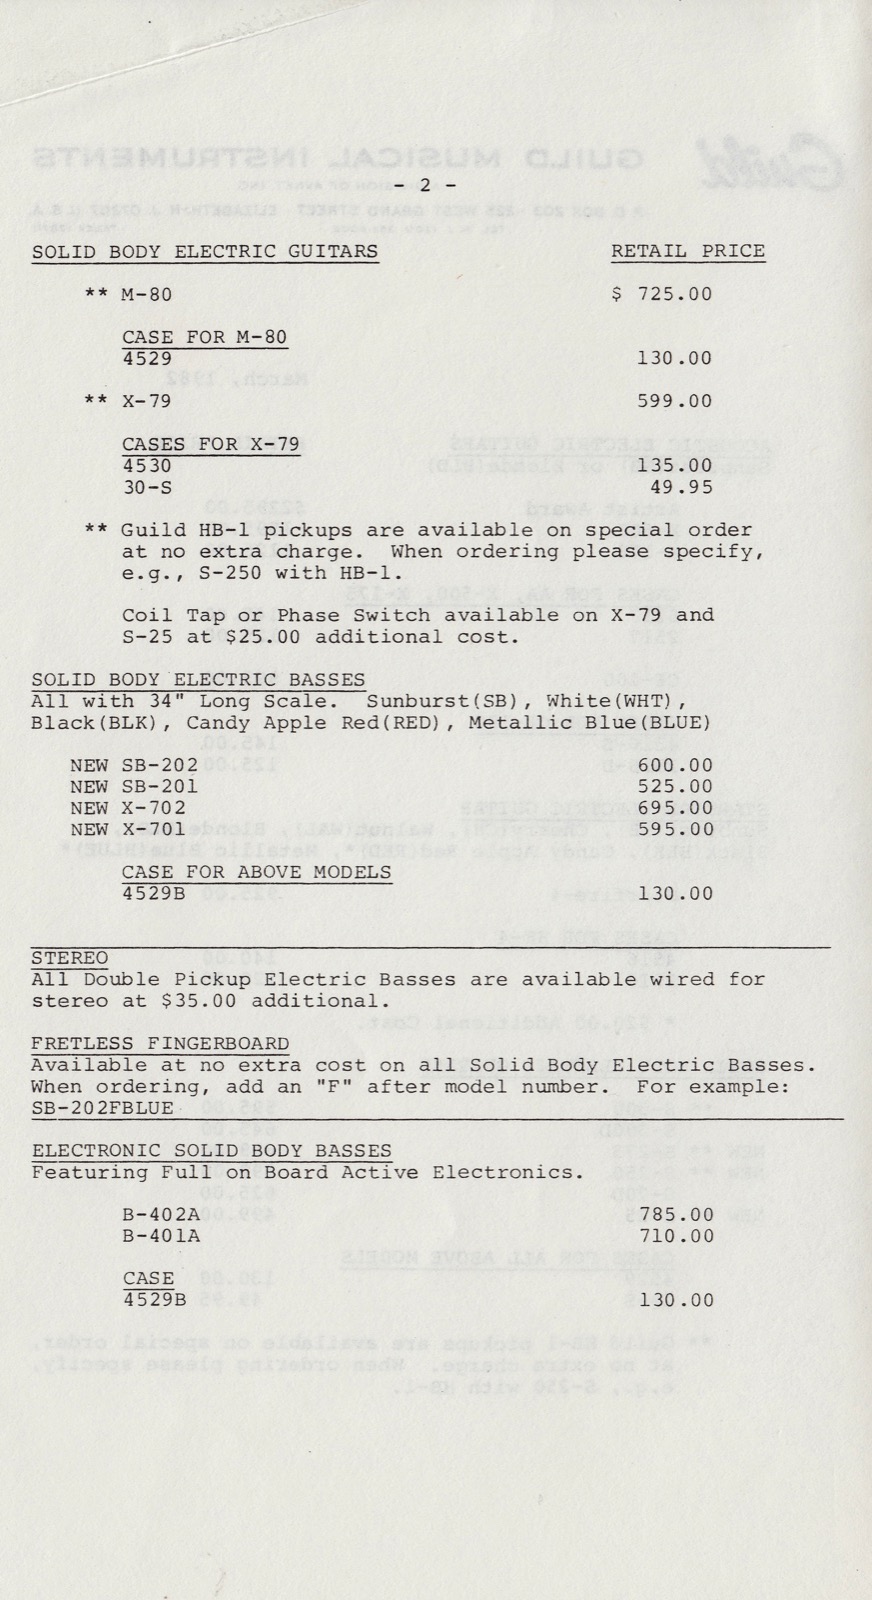 - 2 -
SOLID BODY ELECTRIC GUITARS RETAIL PRICE
** M-80 $ 725.00
CASE FOR M-80
4529 130.00
** X-79 599.00
CASES FOR X-79
4530 135.00
30-S 49.95
** Guild HB-1 pickups are available on special order
at no extra charge. When ordering please specify,
e.g., S-250 with HB-1.
Coil Tap or Phase Switch available on X-79 and
S-25 at $25.00 additional cost.
SOLID BODY ELECTRIC BASSES
All with 34" Long Scale. Sunburst(SB), White(WHT),
Black(BLK), Candy Apple Red(RED), Metallic Blue(BLUE)
NEW SB-202 600.00
NEW SB-201 525.00
NEW X-702 695.00
NEW X-701 595.00
CASE FOR ABOVE MODELS
4529B 130.00
STEREO
All Double Pickup Electric Basses are available wired for
stereo at $35.00 additional.
FRETLESS FINGERBOARD
Available at no extra cost on all Solid Body Electric Basses.
When ordering, add an "F" after model number. For example:
SB-202FBLUE
ELECTRONIC SOLID BODY BASSES
Featuring Full on Board Active Electronics.
B-402A 785.00
B-401A 710.00
CASE
4529B 130.00